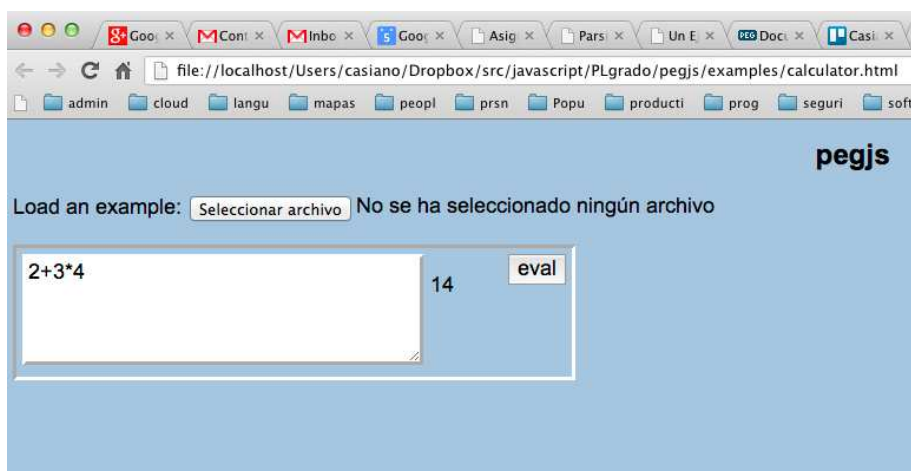 Goo Cont Inbo Goo Asig Pars Un E Docu Casi
file://localhost/Users/casiano/Dropbox/src/javascript/PLgrado/pegjs/examples/calculator.html
admin cloud langu mapas peopl prsn Popu producti prog seguri soft
pegjs
Load an example: Seleccionar archivo No se ha seleccionado ningún archivo
2+3*4 14 eval